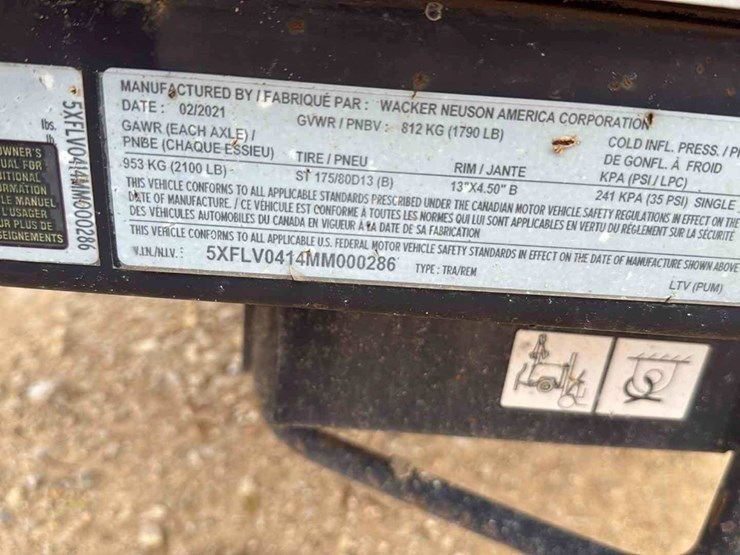 lbs.
lb
OWNER'S
UAL FOR
DITIONAL
ORMATION
LE MANUEL
L USAGER
UR PLUS DE
SEIGNEMENTS
5XFLV0414MM000286
MANUFACTURED BY / FABRIQUÉ PAR : WACKER NEUSON AMERICA CORPORATION
DATE : 02/2021 GVWR / PNBV : 812 KG (1790 LB)
GAWR (EACH AXLE) / COLD INFL. PRESS. / P
PNBE (CHAQUE ESSIEU) TIRE / PNEU RIM / JANTE DE GONFL. À FROID
953 KG (2100 LB) ST 175/80D13 (B) 13"X4.50" B KPA (PSI / LPC)
241 KPA (35 PSI) SINGLE
THIS VEHICLE CONFORMS TO ALL APPLICABLE STANDARDS PRESCRIBED UNDER THE CANADIAN MOTOR VEHICLE SAFETY REGULATIONS IN EFFECT ON THE
DATE OF MANUFACTURE. / CE VÉHICULE EST CONFORME À TOUTES LES NORMES QUI LUI SONT APPLICABLES EN VERTU DU RÈGLEMENT SUR LA SÉCURITÉ
DES VÉHICULES AUTOMOBILES DU CANADA EN VIGUEUR À LA DATE DE SA FABRICATION
THIS VEHICLE CONFORMS TO ALL APPLICABLE U.S. FEDERAL MOTOR VEHICLE SAFETY STANDARDS IN EFFECT ON THE DATE OF MANUFACTURE SHOWN ABOVE
V.I.N./N.I.V. : 5XFLV0414MM000286 TYPE : TRA/REM LTV (PUM)